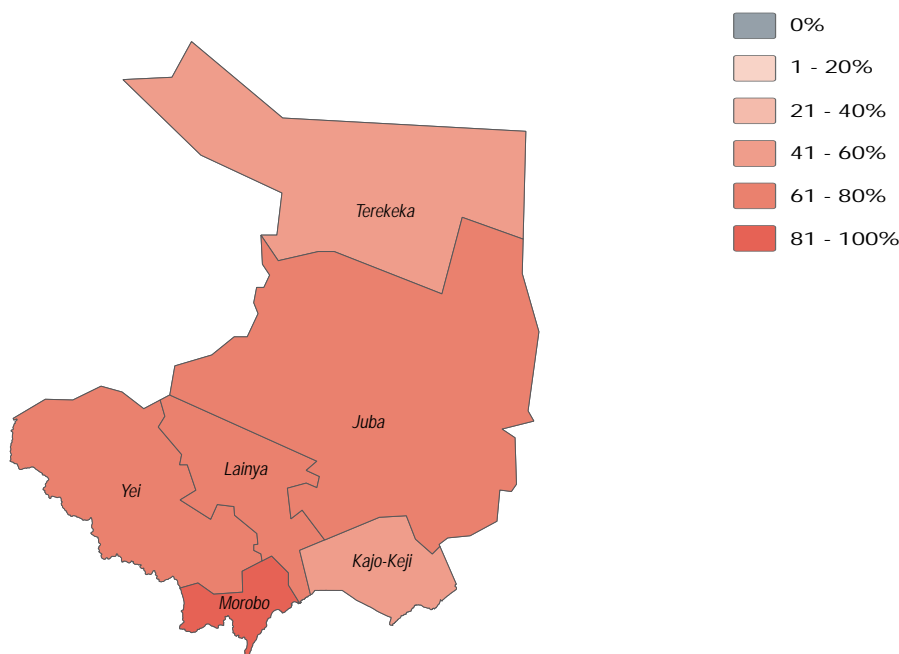 0%
1 - 20%
21 - 40%
41 - 60%
61 - 80%
81 - 100%
Terekeka
Juba
Lainya
Yei
Kajo-Keji
Morobo